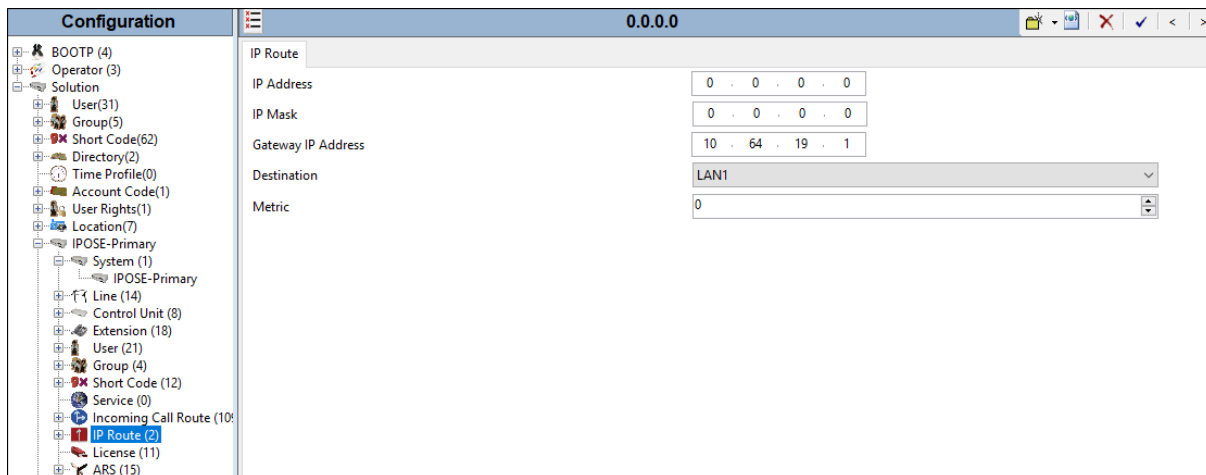 Configuration
BOOTP (4)
Operator (3)
Solution
User(31)
Group(5)
Short Code(62)
Directory(2)
Time Profile(0)
Account Code(1)
User Rights(1)
Location(7)
IPOSE-Primary
System (1)
IPOSE-Primary
Line (14)
Control Unit (8)
Extension (18)
User (21)
Group (4)
Short Code (12)
Service (0)
Incoming Call Route
IP Route (2)
License (11)
ARS (15)
0.0.0.0
IP Route
IP Address 0 . 0 . 0 . 0
IP Mask 0 . 0 . 0 . 0
Gateway IP Address 10 . 64 . 19 . 1
Destination LAN1
Metric 0